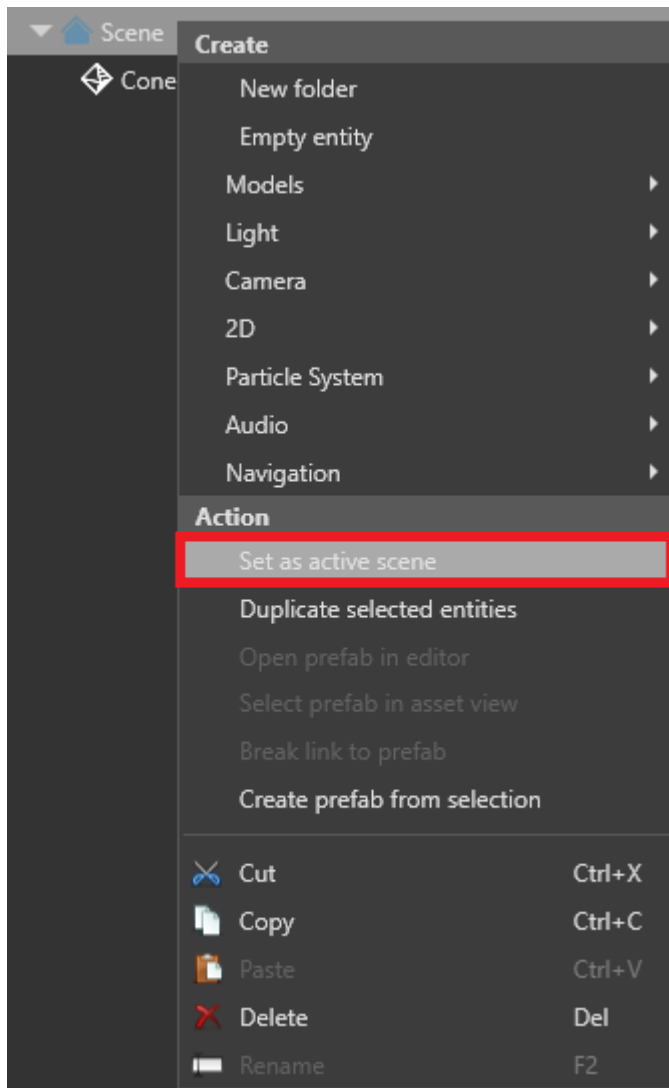 Scene
Cone
Create
New folder
Empty entity
Models
Light
Camera
2D
Particle System
Audio
Navigation
Action
Set as active scene
Duplicate selected entities
Open prefab in editor
Select prefab in asset view
Break link to prefab
Create prefab from selection
Cut Ctrl+X
Copy Ctrl+C
Paste Ctrl+V
Delete Del
Rename F2